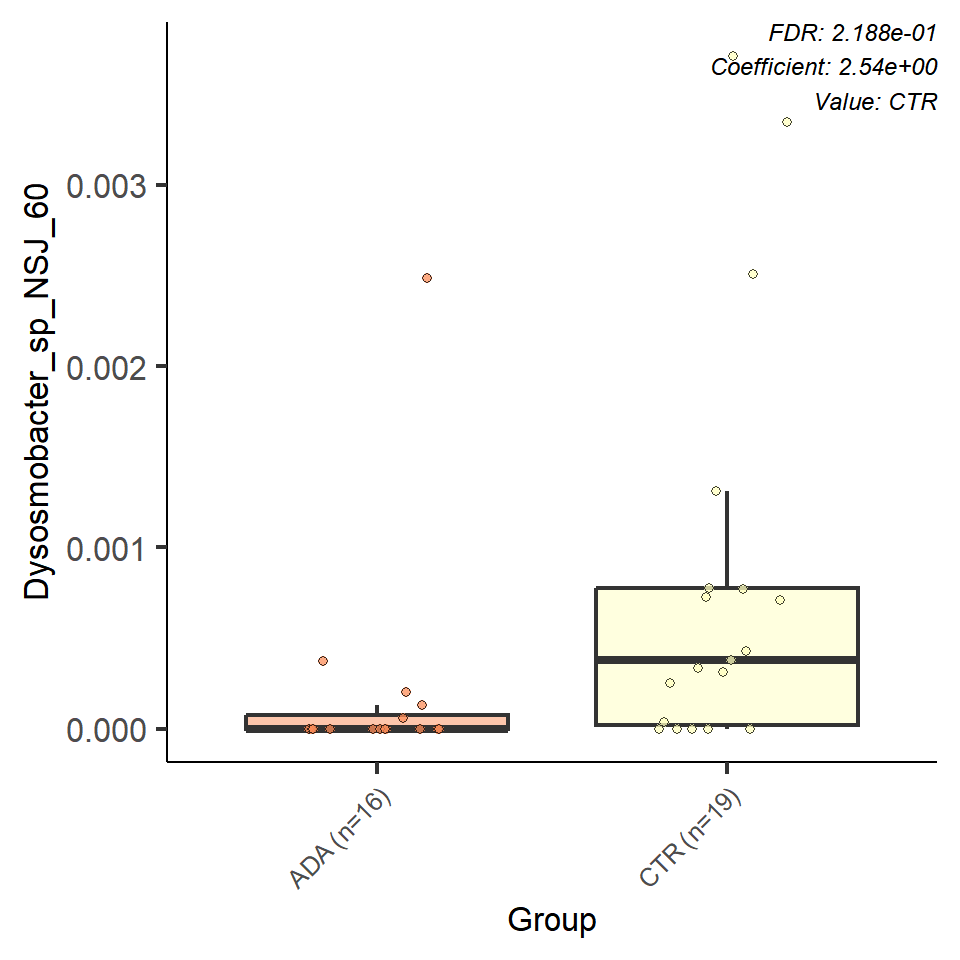 FDR: 2.188e-01
Coefficient: 2.54e+00
Value: CTR
Dysosmobacter_sp_NSJ_60
0.003
0.002
0.001
0.000
ADA (n=16)
CTR (n=19)
Group